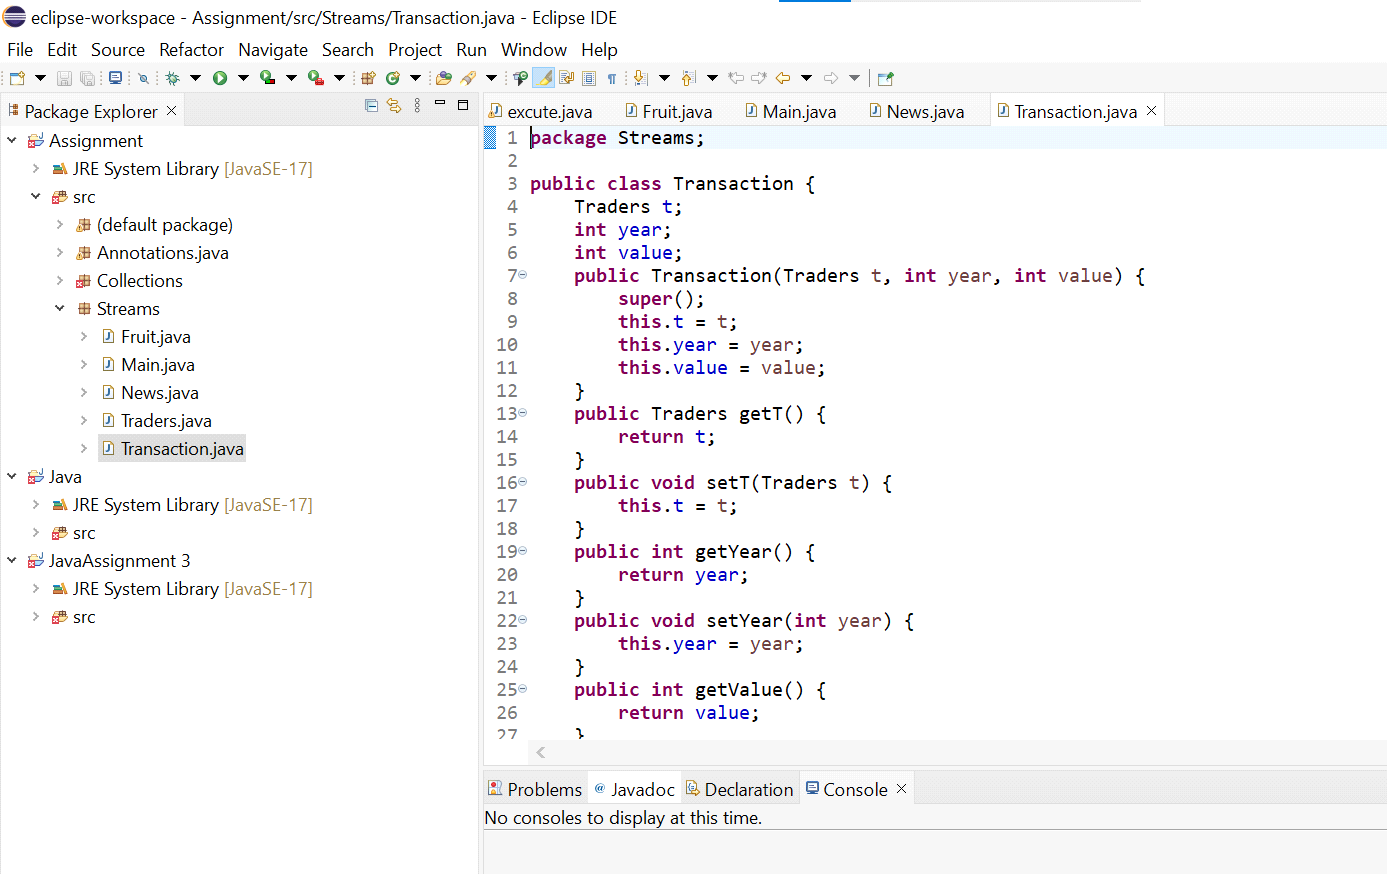 eclipse-workspace - Assignment/src/Streams/Transaction.java - Eclipse IDE
File Edit Source Refactor Navigate Search Project Run Window Help
Package Explorer
Assignment
JRE System Library [JavaSE-17]
src
(default package)
Annotations.java
Collections
Streams
Fruit.java
Main.java
News.java
Traders.java
Transaction.java
Java
JRE System Library [JavaSE-17]
src
JavaAssignment 3
JRE System Library [JavaSE-17]
src
excute.java Fruit.java Main.java News.java Transaction.java
1 package Streams;
2
3 public class Transaction {
4 Traders t;
5 int year;
6 int value;
7 public Transaction(Traders t, int year, int value) {
8 super();
9 this.t = t;
10 this.year = year;
11 this.value = value;
12 }
13 public Traders getT() {
14 return t;
15 }
16 public void setT(Traders t) {
17 this.t = t;
18 }
19 public int getYear() {
20 return year;
21 }
22 public void setYear(int year) {
23 this.year = year;
24 }
25 public int getValue() {
26 return value;
27 }
Problems @ Javadoc Declaration Console
No consoles to display at this time.